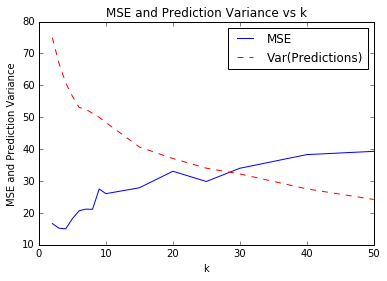 MSE and Prediction Variance vs k
MSE
Var(Predictions)
MSE and Prediction Variance
80
70
60
50
40
30
20
10
0
10
20
30
40
50
k